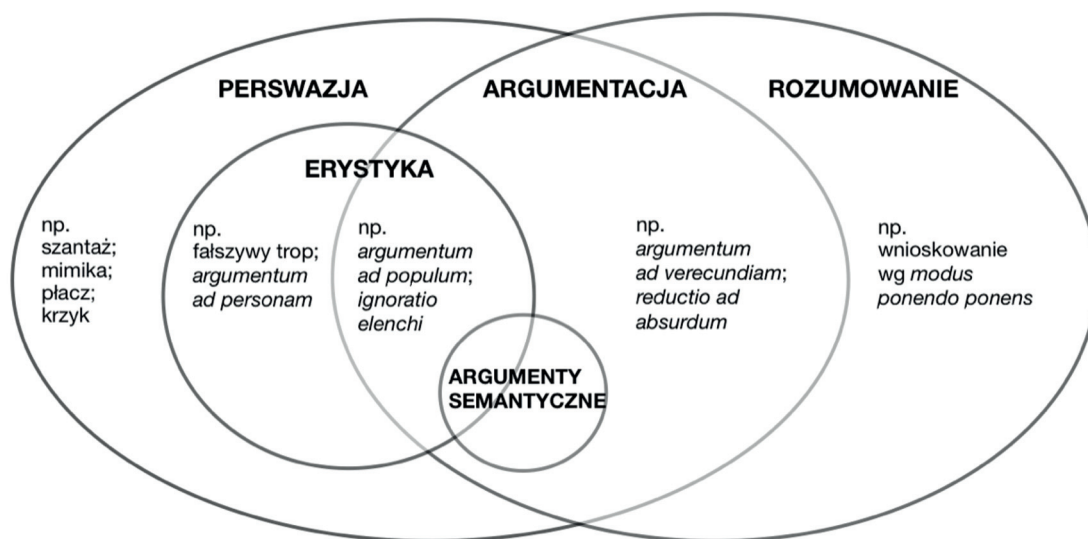 PERSWAZJA
ARGUMENTACJA
ROZUMOWANIE
ERYSTYKA
np.
szantaż;
mimika;
płacz;
krzyk
np.
fałszywy trop;
argumentum
ad personam
np.
argumentum
ad populum;
ignoratio
elenchi
np.
argumentum
ad verecundiam;
reductio ad
absurdum
np.
wnioskowanie
wg modus
ponendo ponens
ARGUMENTY
SEMANTYCZNE